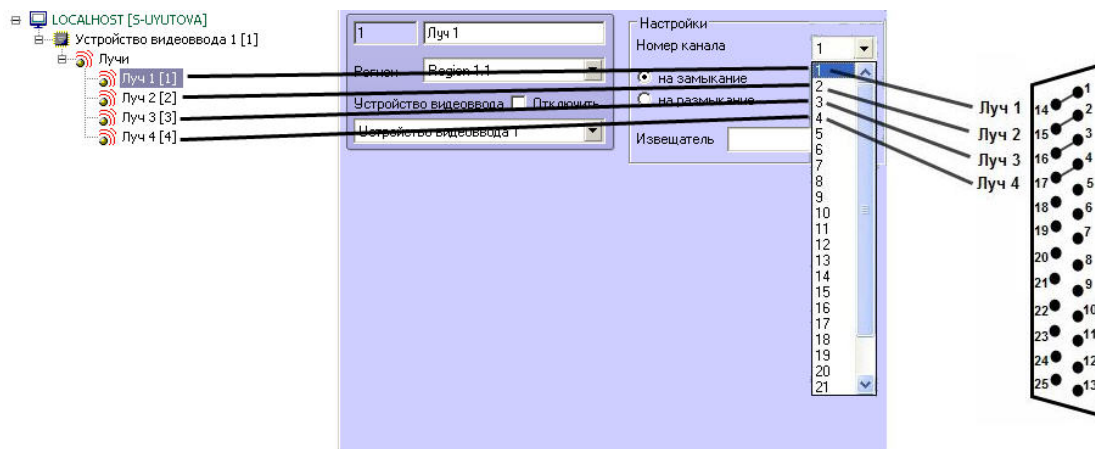 LOCALHOST [S-UYUTOVA]
Устройство видеоввода 1 [1]
Лучи
Луч 1 [1]
Луч 2 [2]
Луч 3 [3]
Луч 4 [4]
1 Луч 1
Регион Region 1.1
Устройство видеоввода Отключить
Устройство видеоввода 1
Настройки
Номер канала 1
на замыкание
на размыкание
Извещатель
1
2
3
4
5
6
7
8
9
10
11
12
13
14
15
16
17
18
19
20
21
Луч 1
Луч 2
Луч 3
Луч 4
1
14 2
15 3
16 4
17 5
18 6
19 7
20 8
21 9
22 10
23 11
24 12
25 13